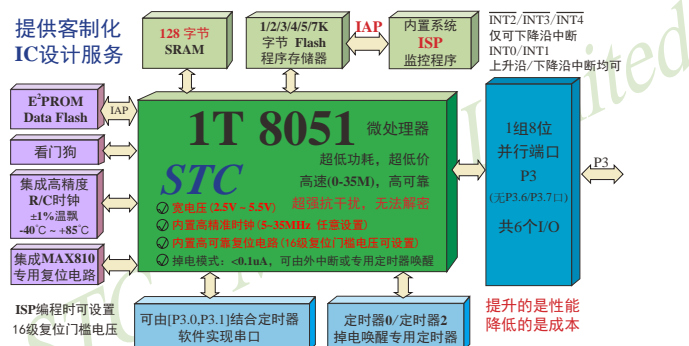 提供客制化
IC设计服务
128 字节
SRAM
1/2/3/4/5/7K
字节 Flash
程序存储器
IAP
内置系统
ISP
监控程序
INT2/INT3/INT4
仅可下降沿中断
INT0/INT1
上升沿/下降沿中断均可
E²PROM
Data Flash
IAP
看门狗
集成高精度
R/C时钟
±1%温飘
-40℃ ~ +85℃
集成MAX810
专用复位电路
ISP编程时可设置
16级复位门槛电压
1T 8051 微处理器
STC
超低功耗，超低价
高速(0-35M)，高可靠
超强抗干扰，无法解密
宽电压(2.5V ~ 5.5V)
内置高精准时钟(5~35MHz 任意设置)
内置高可靠复位电路(16级复位门槛电压可设置)
掉电模式：<0.1uA，可由外中断或专用定时器唤醒
1组8位
并行端口
P3
(无P3.6/P3.7口)
共6个I/O
P3
可由[P3.0,P3.1]结合定时器
软件实现串口
定时器0/定时器2
掉电唤醒专用定时器
提升的是性能
降低的是成本
STC
Limited